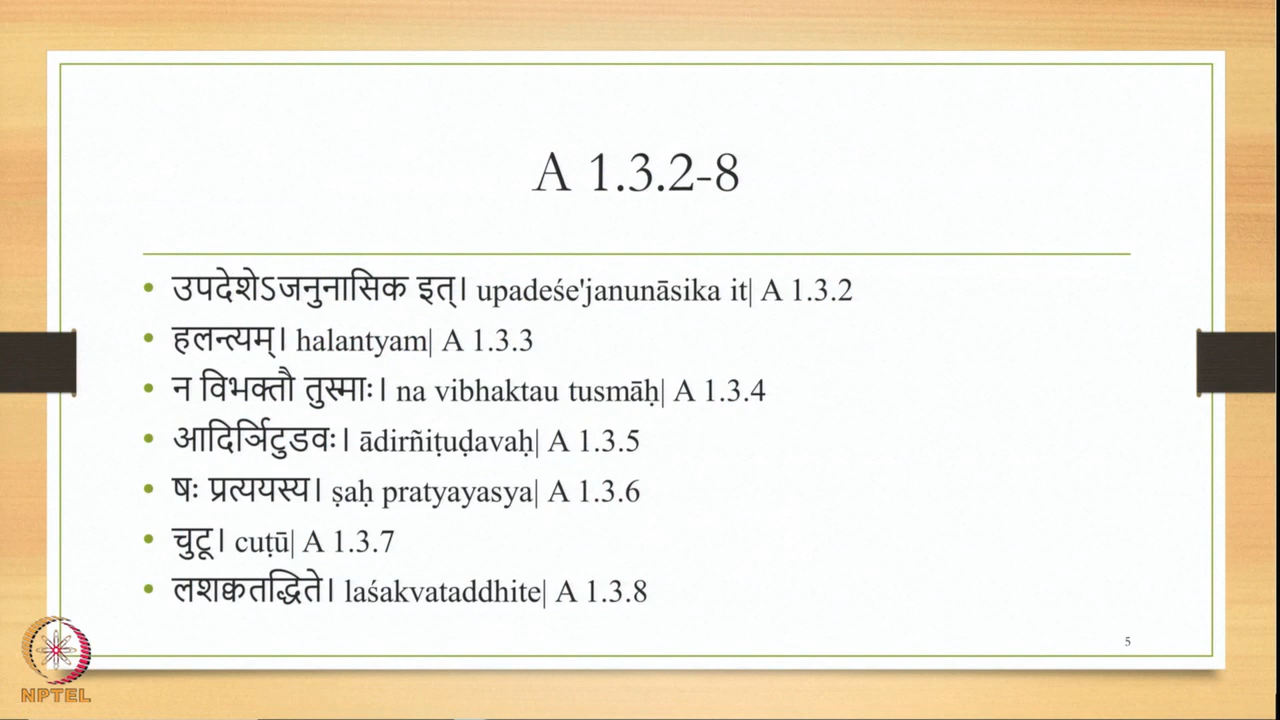 A 1.3.2-8
• उपदेशेऽजनुनासिक इत्। upadeśe'janunāsika it| A 1.3.2
• हलन्त्यम्। halantyam| A 1.3.3
• न विभक्तौ तुस्माः। na vibhaktau tusmāḥ| A 1.3.4
• आदिर्ञिटुडवः। ādirñiṭuḍavaḥ| A 1.3.5
• षः प्रत्ययस्य। ṣaḥ pratyayasya| A 1.3.6
• चुटू। cuṭū| A 1.3.7
• लशक्वतद्धिते। laśakvataddhite| A 1.3.8
5
NPTEL